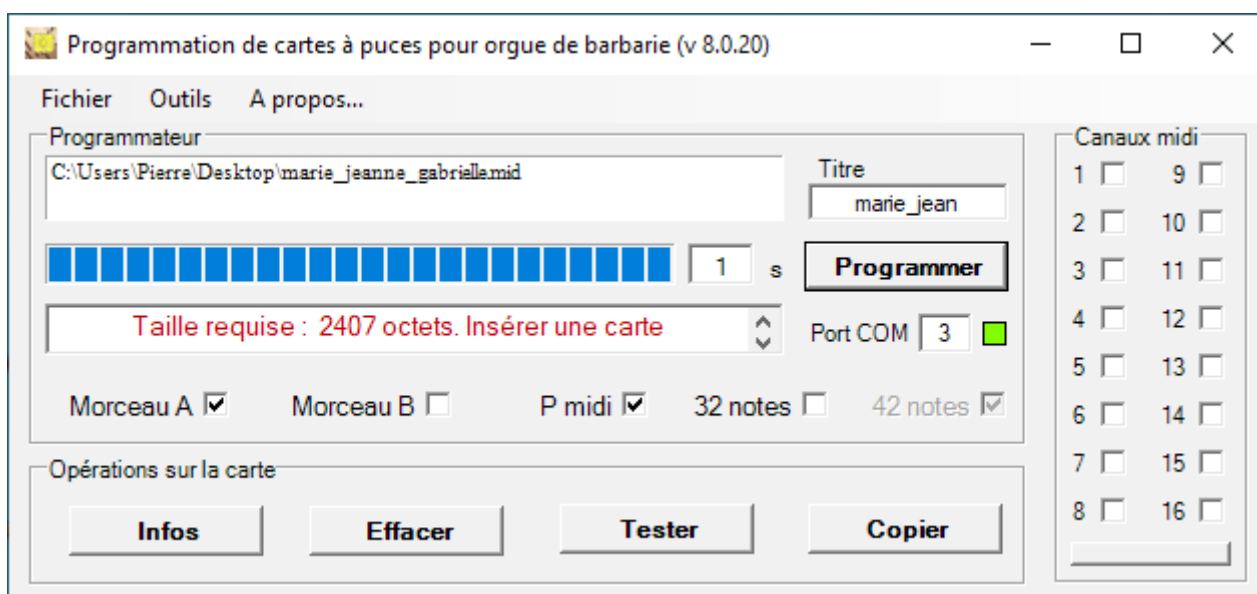 Programmation de cartes à puces pour orgue de barbarie (v 8.0.20)
Fichier Outils A propos...
Programmateur
C:\Users\Pierre\Desktop\marie_jeanne_gabrielle.mid
Titre
marie_jean
1 s
Programmer
Taille requise : 2407 octets. Insérer une carte
Port COM 3
Morceau A Morceau B P midi 32 notes 42 notes
Opérations sur la carte
Infos Effacer Tester Copier
Canaux midi
1 9
2 10
3 11
4 12
5 13
6 14
7 15
8 16